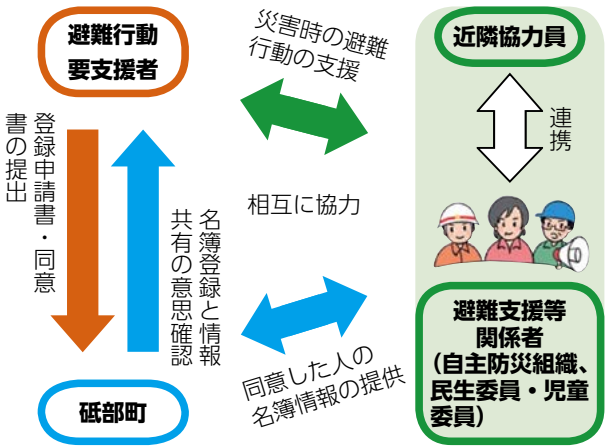 避難行動
要支援者
災害時の避難
行動の支援
近隣協力員
連携
登録申請書・同意
書の提出
名簿登録と情報
共有の意思確認
相互に協力
同意した人の
名簿情報の提供
砥部町
避難支援等
関係者
(自主防災組織、
民生委員・児童
委員)